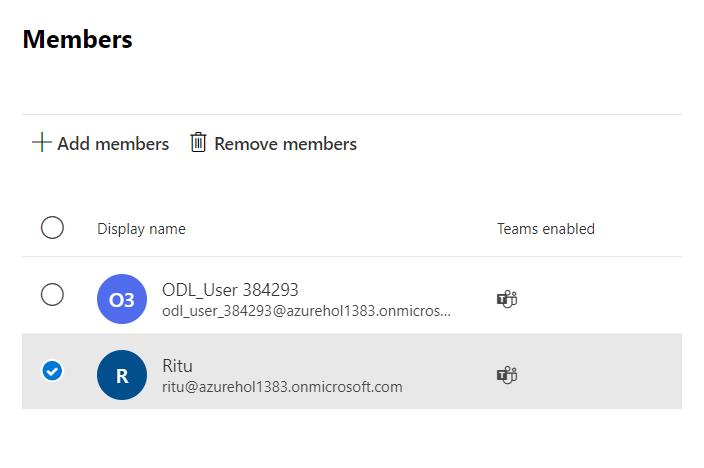 Members
Add members Remove members
Display name Teams enabled
O3 ODL_User 384293
odl_user_384293@azurehol1383.onmicros...
R Ritu
ritu@azurehol1383.onmicrosoft.com